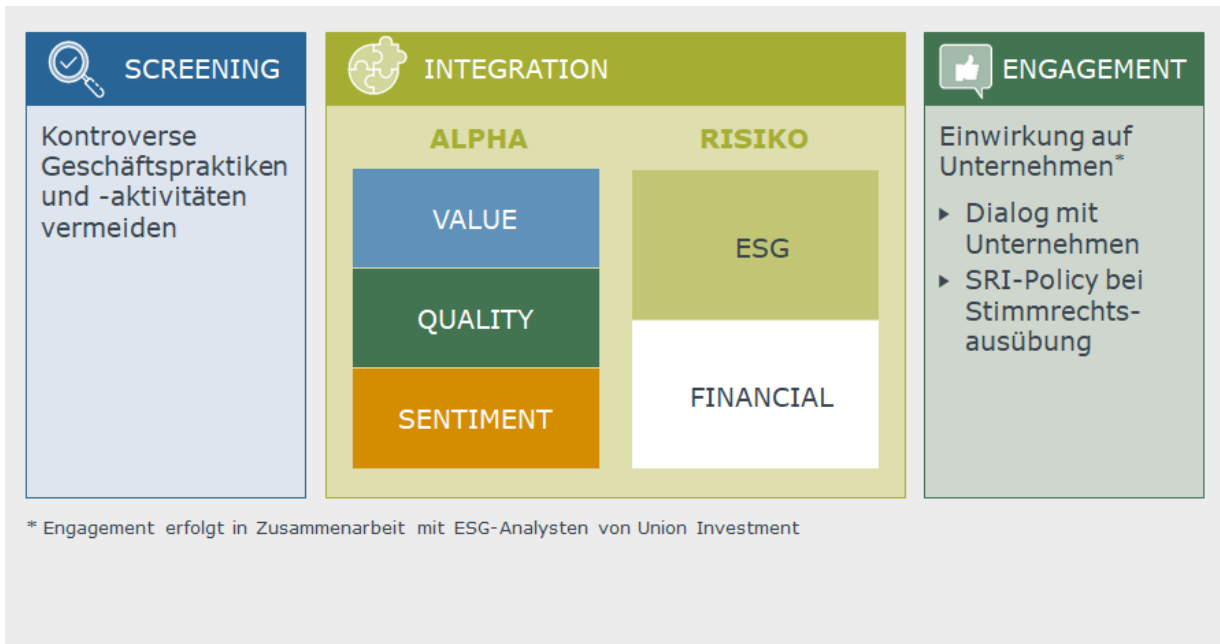 SCREENING
Kontroverse
Geschäftspraktiken
und -aktivitäten
vermeiden
INTEGRATION
ALPHA
VALUE
QUALITY
SENTIMENT
RISIKO
ESG
FINANCIAL
ENGAGEMENT
Einwirkung auf
Unternehmen*
▸ Dialog mit
Unternehmen
▸ SRI-Policy bei
Stimmrechts-
ausübung
* Engagement erfolgt in Zusammenarbeit mit ESG-Analysten von Union Investment